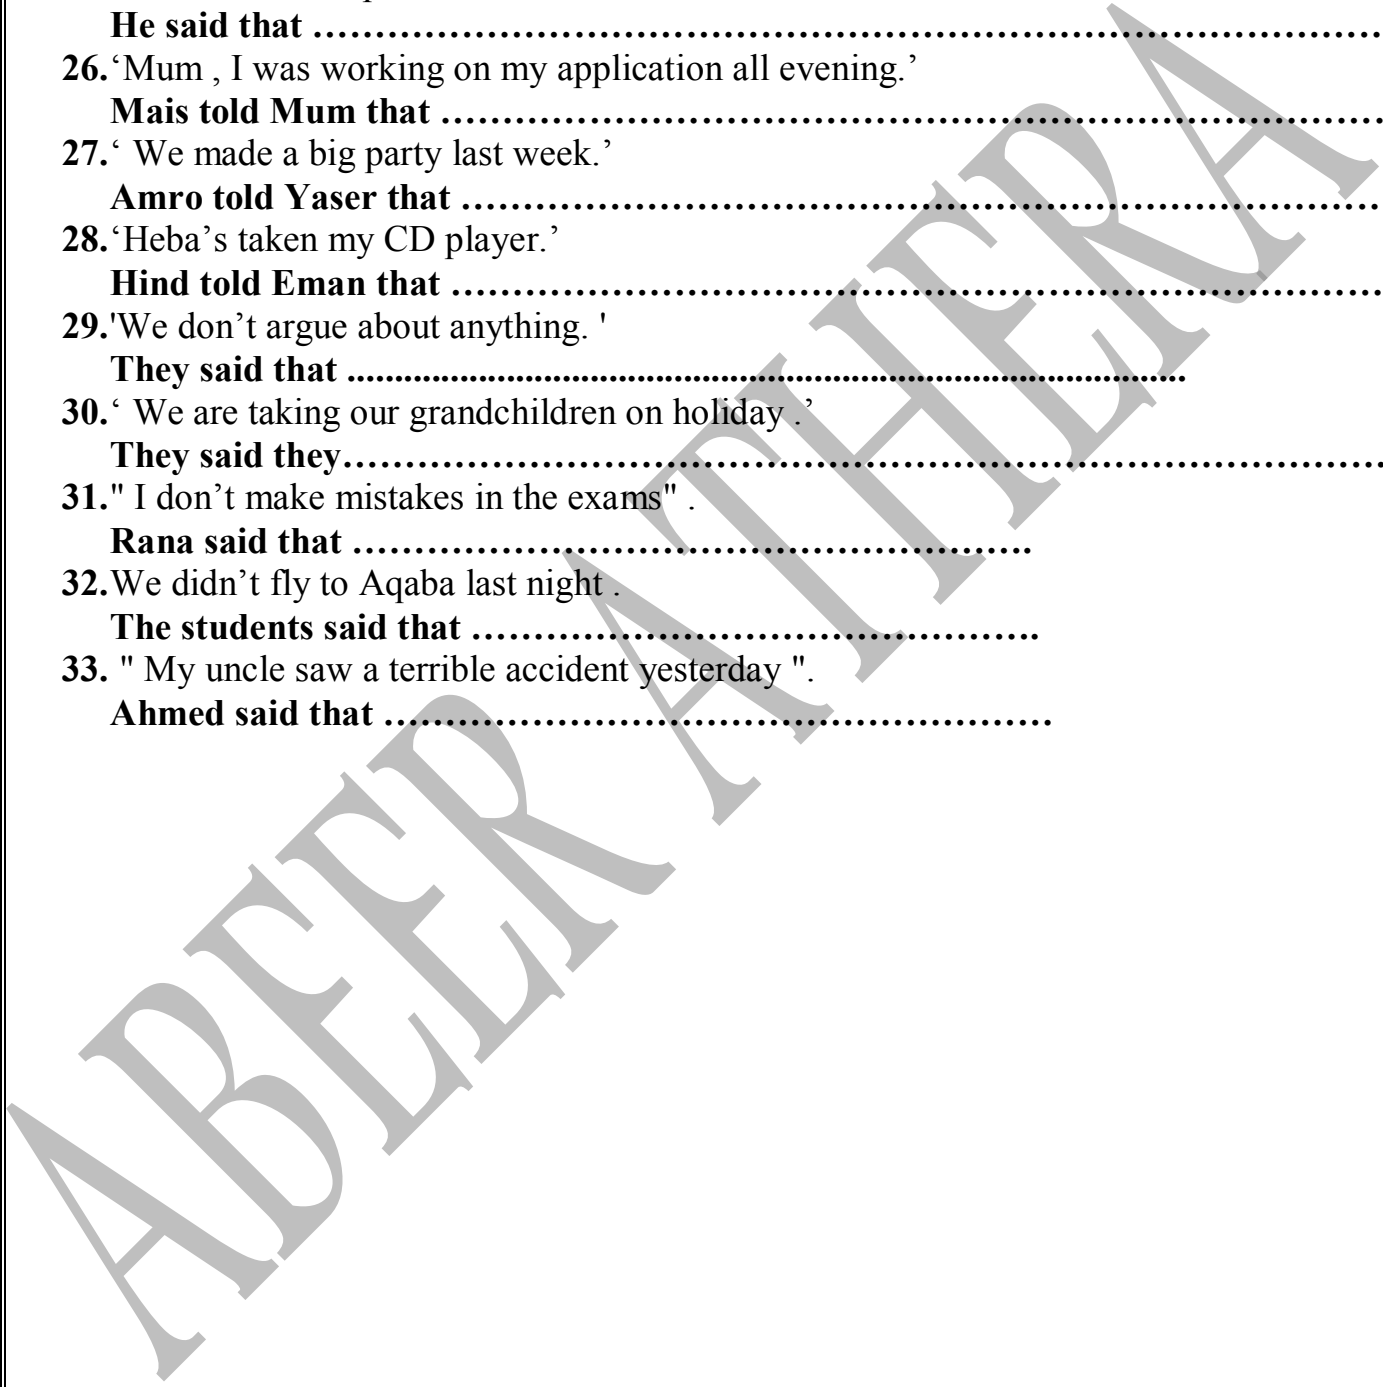 He said that ……………………………………………………………………………
26.‘Mum , I was working on my application all evening.’
Mais told Mum that ……………………………………………………………………
27.‘ We made a big party last week.’
Amro told Yaser that …………………………………………………………………
28.‘Heba’s taken my CD player.’
Hind told Eman that ……………………………………………………………………
29.'We don’t argue about anything. '
They said that ..........................................................................................
30.‘ We are taking our grandchildren on holiday .’
They said they……………………………………………………………………………
31." I don’t make mistakes in the exams" .
Rana said that ……………………………………………….
32.We didn’t fly to Aqaba last night .
The students said that ……………………………………….
33. " My uncle saw a terrible accident yesterday ".
Ahmed said that ………………………………………………
ABEER ATHERA